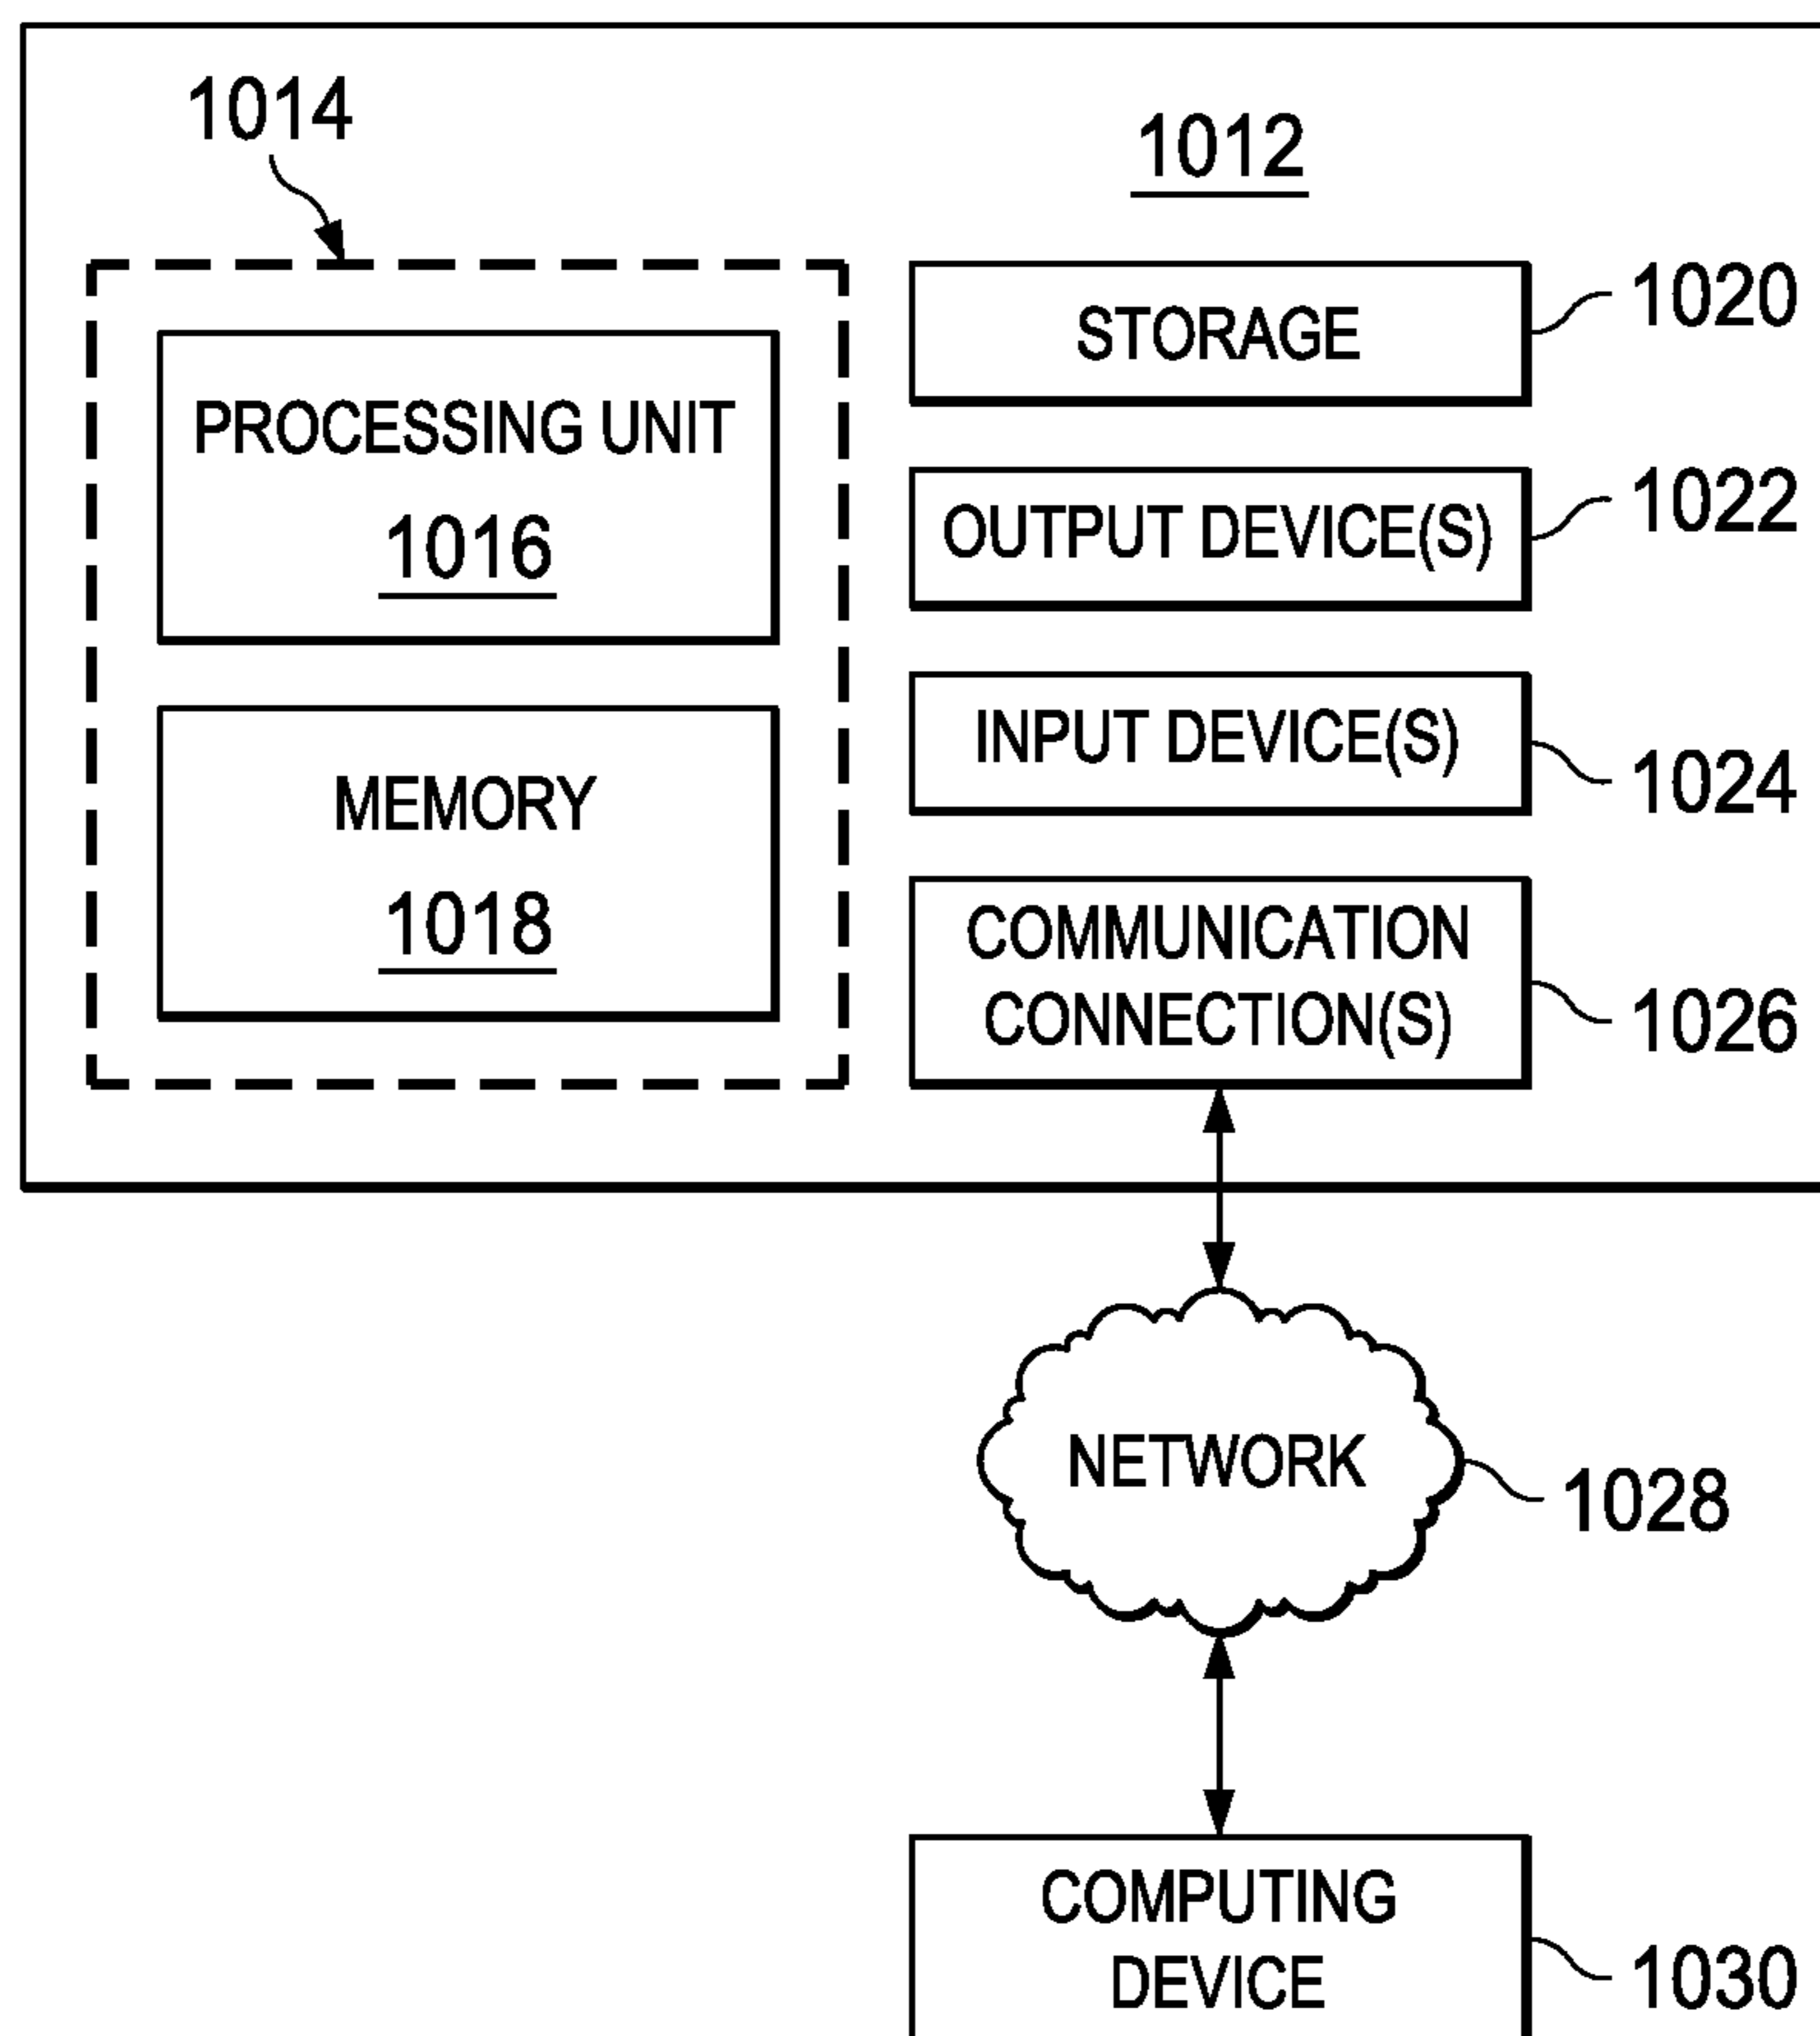 1014
1012
PROCESSING UNIT
1016
MEMORY
1018
STORAGE
1020
OUTPUT DEVICE(S)
1022
INPUT DEVICE(S)
1024
COMMUNICATION
CONNECTION(S)
1026
NETWORK
1028
COMPUTING
DEVICE
1030